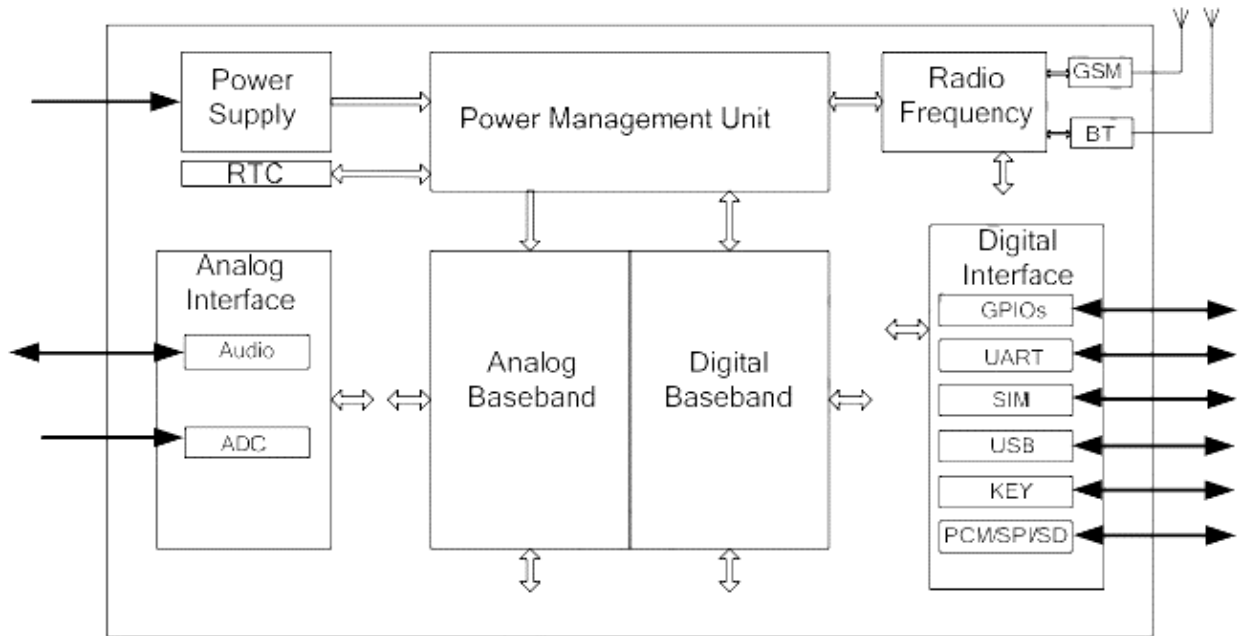 Power
Supply
RTC
Power Management Unit
Radio
Frequency
GSM
BT
Analog
Interface
Audio
ADC
Analog
Baseband
Digital
Baseband
Digital
Interface
GPIOs
UART
SIM
USB
KEY
PCM/SPI/SD